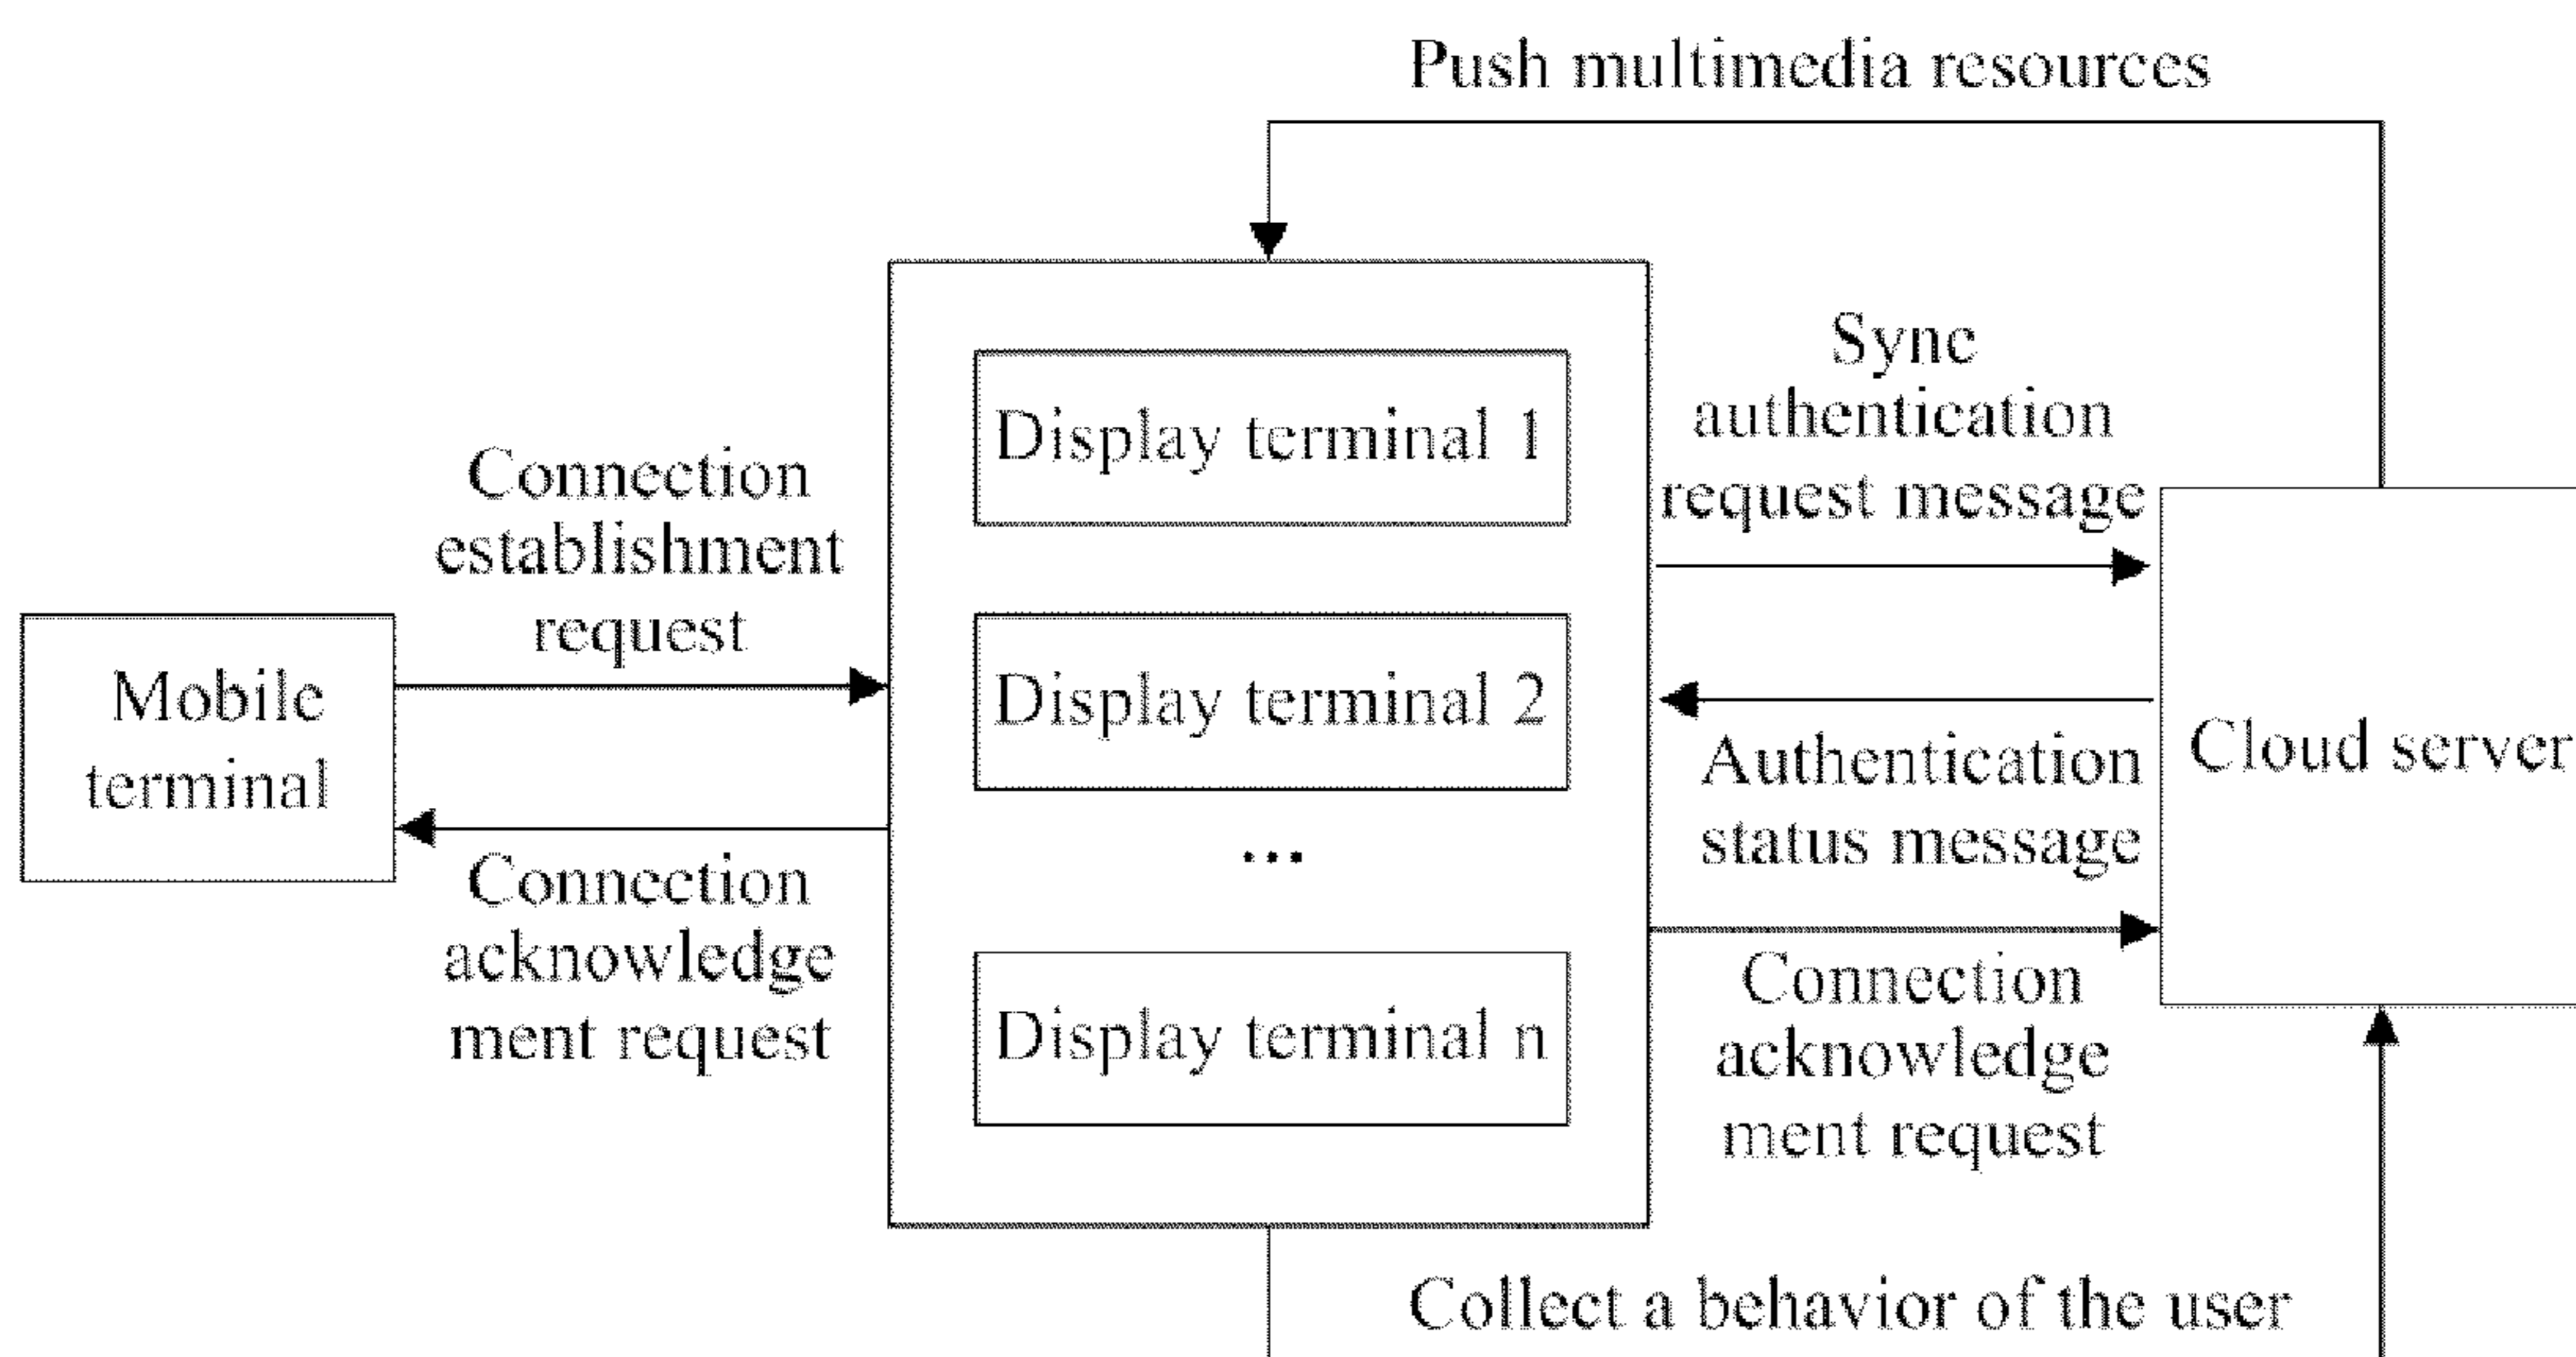 Push multimedia resources
Connection
establishment
request
Mobile
terminal
Connection
acknowledge
ment request
Display terminal 1
Display terminal 2
...
Display terminal n
Sync
authentication
request message
Authentication
status message
Connection
acknowledge
ment request
Cloud server
Collect a behavior of the user